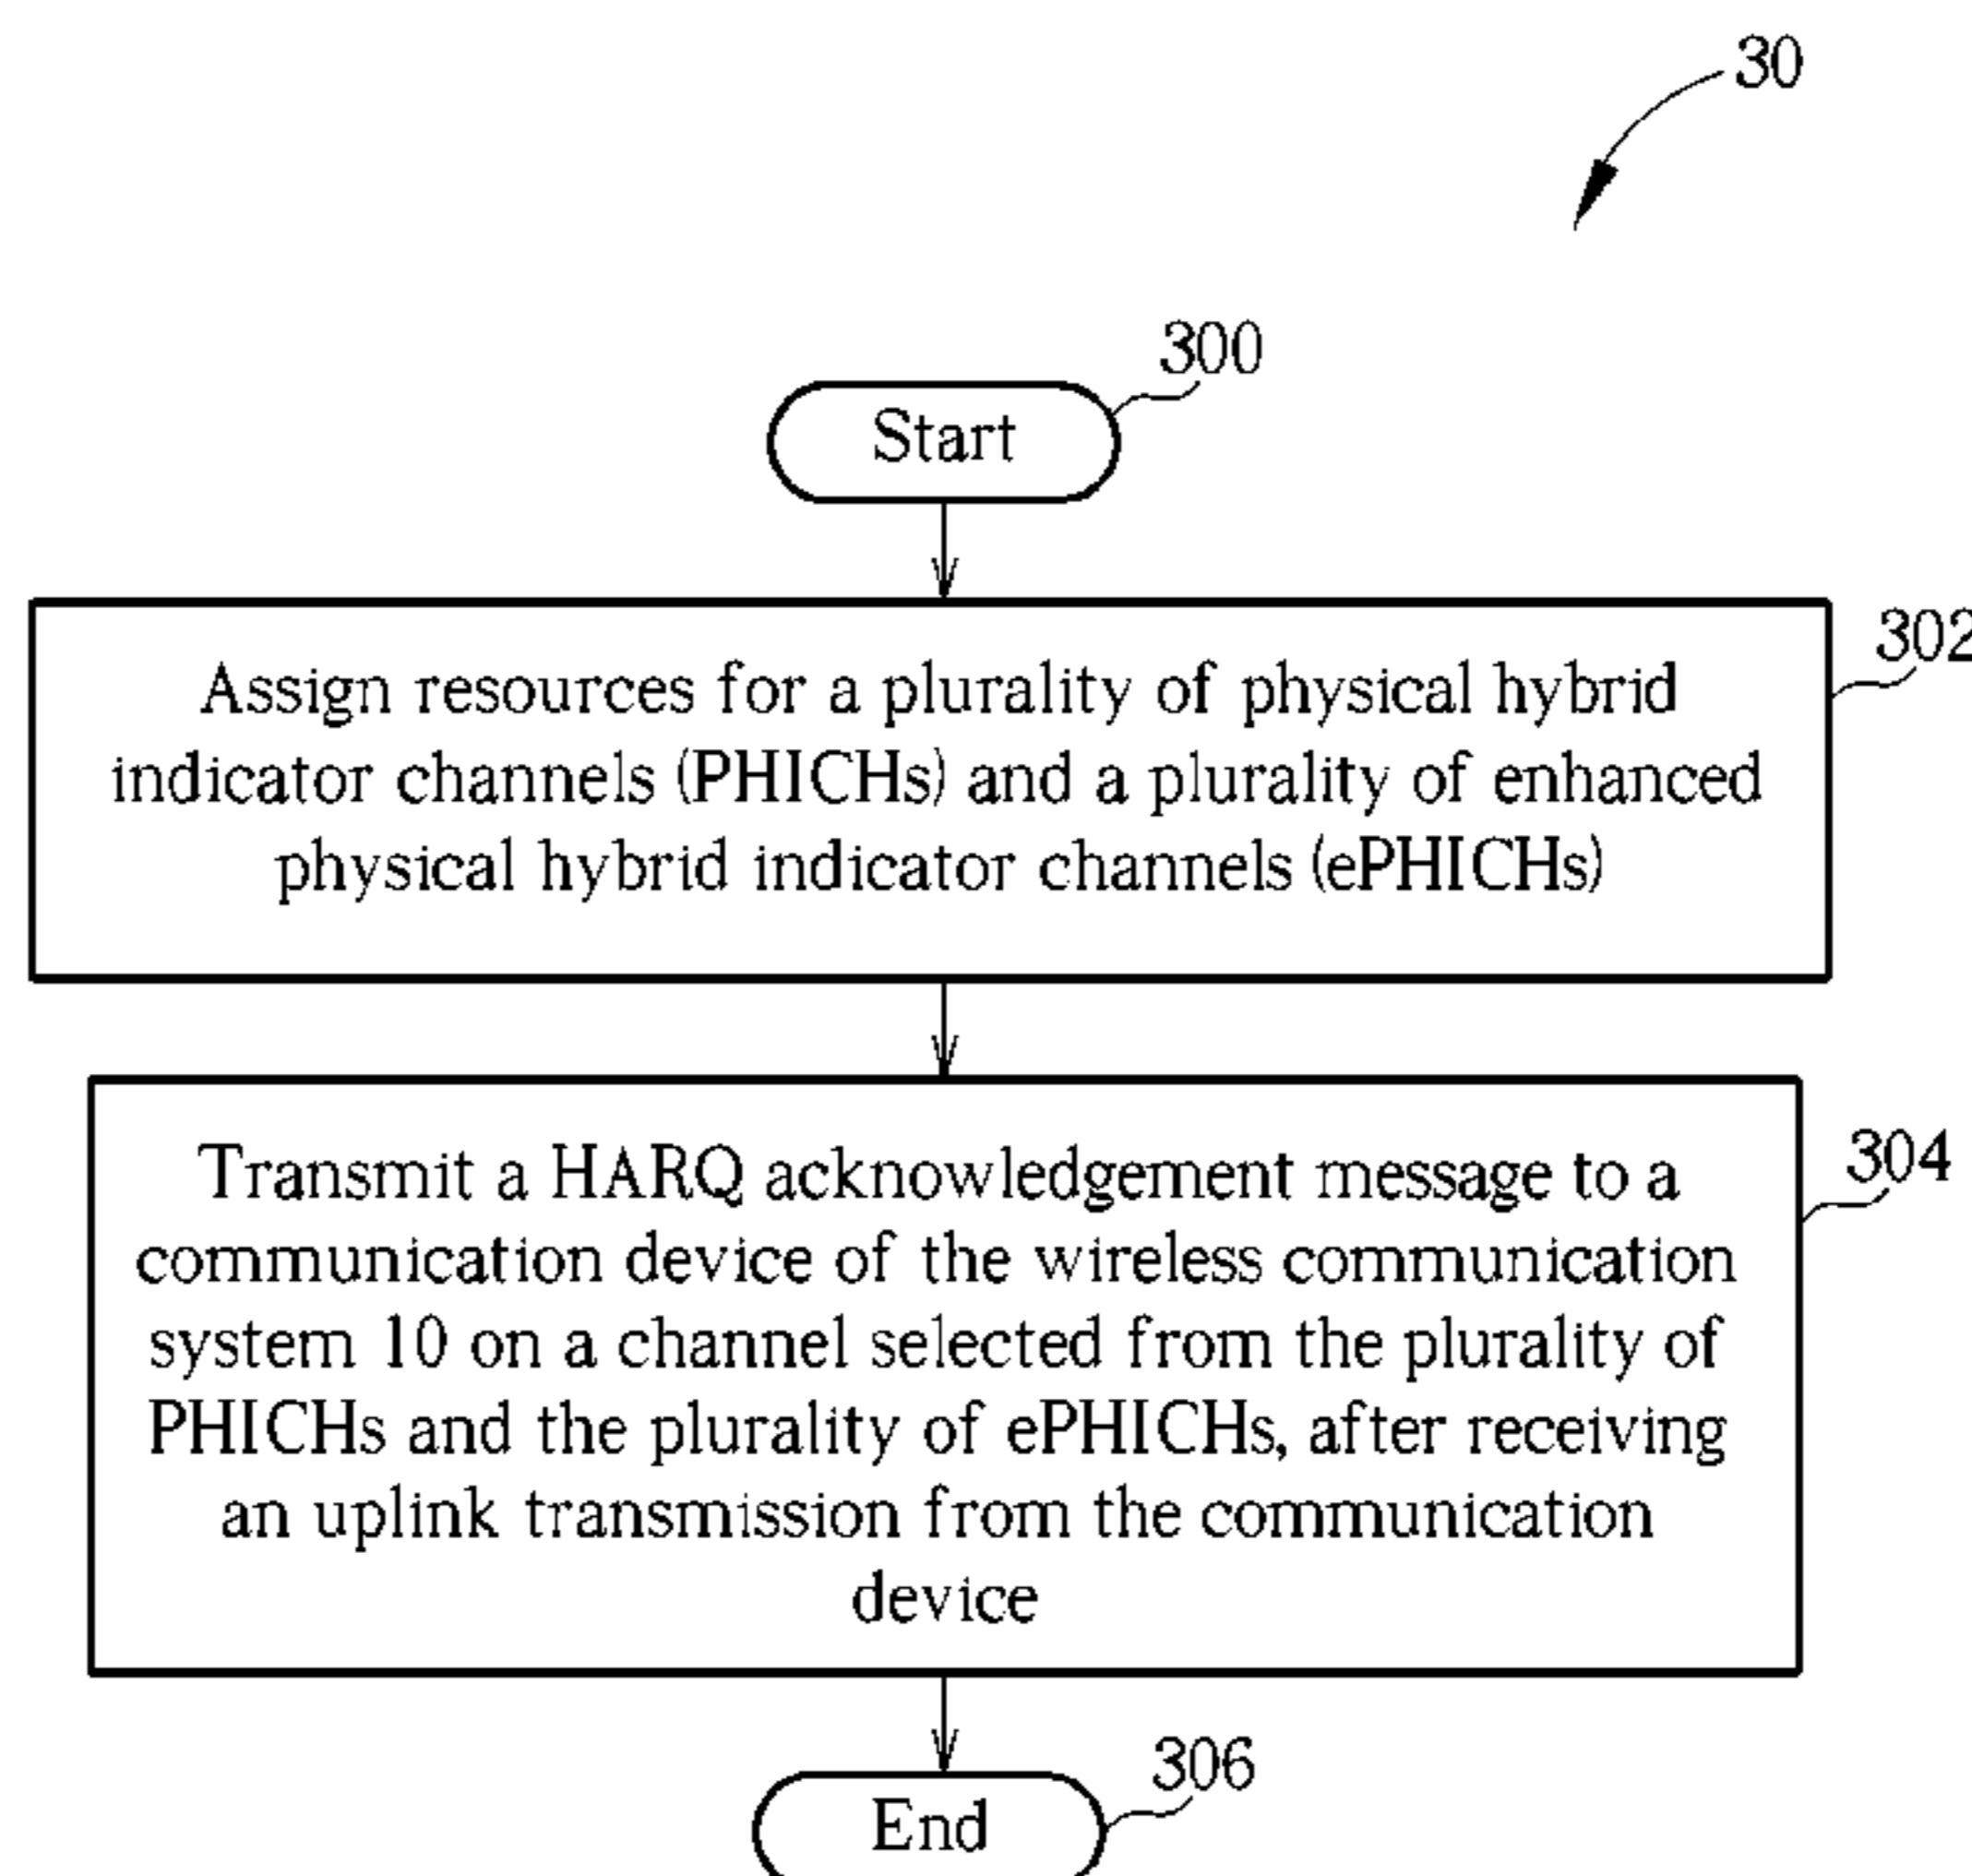 30
300
Start
302
Assign resources for a plurality of physical hybrid
indicator channels (PHICHs) and a plurality of enhanced
physical hybrid indicator channels (ePHICHs)
304
Transmit a HARQ acknowledgement message to a
communication device of the wireless communication
system 10 on a channel selected from the plurality of
PHICHs and the plurality of ePHICHs, after receiving
an uplink transmission from the communication
device
306
End